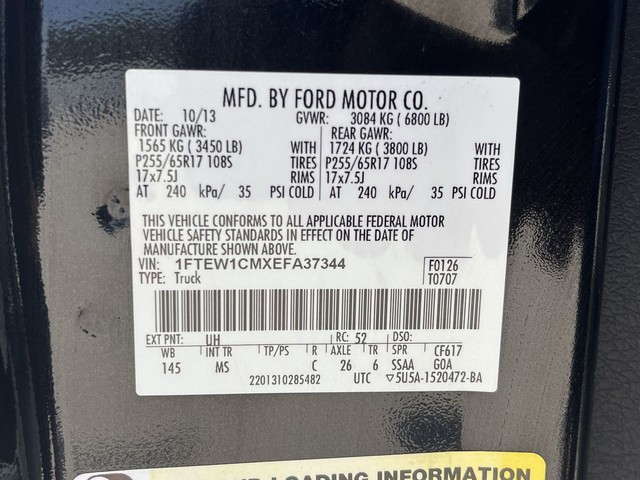 MFD. BY FORD MOTOR CO.
DATE: 10/13 GVWR: 3084 KG ( 6800 LB)
FRONT GAWR: REAR GAWR:
1565 KG ( 3450 LB) WITH 1724 KG ( 3800 LB) WITH
P255/65R17 108S TIRES P255/65R17 108S TIRES
17x7.5J RIMS 17x7.5J RIMS
AT 240 kPa/ 35 PSI COLD AT 240 kPa/ 35 PSI COLD
THIS VEHICLE CONFORMS TO ALL APPLICABLE FEDERAL MOTOR
VEHICLE SAFETY STANDARDS IN EFFECT ON THE DATE OF
MANUFACTURE SHOWN ABOVE.
VIN: 1FTEW1CMXEFA37344 F0126
TYPE: Truck T0707
EXT PNT: UH RC: 52 DSO:
WB INT TR TP/PS R AXLE TR SPR CF617
145 MS C 26 6 SSAA GOA
2201310285482 UTC ▽5U5A-1520472-BA
LOADING INFORMATION